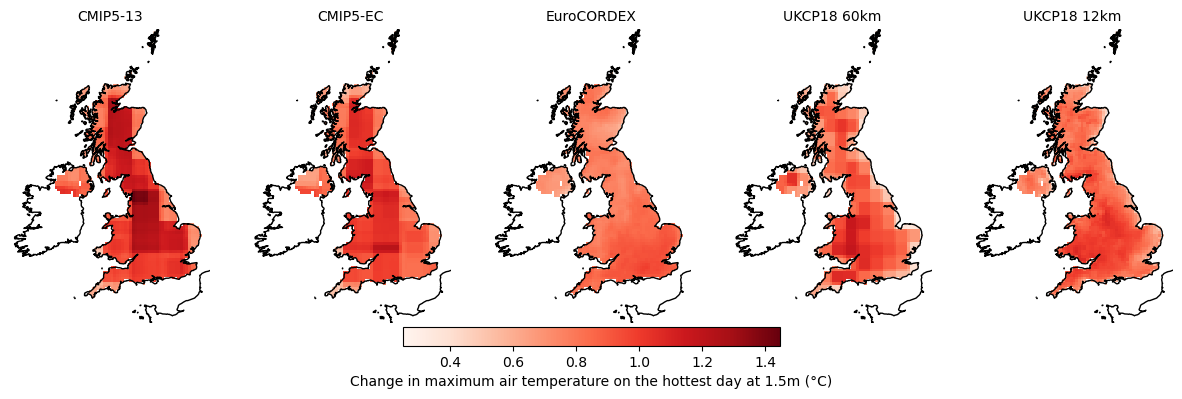 CMIP5-13 CMIP5-EC EuroCORDEX UKCP18 60km UKCP18 12km
0.4 0.6 0.8 1.0 1.2 1.4
Change in maximum air temperature on the hottest day at 1.5m (°C)